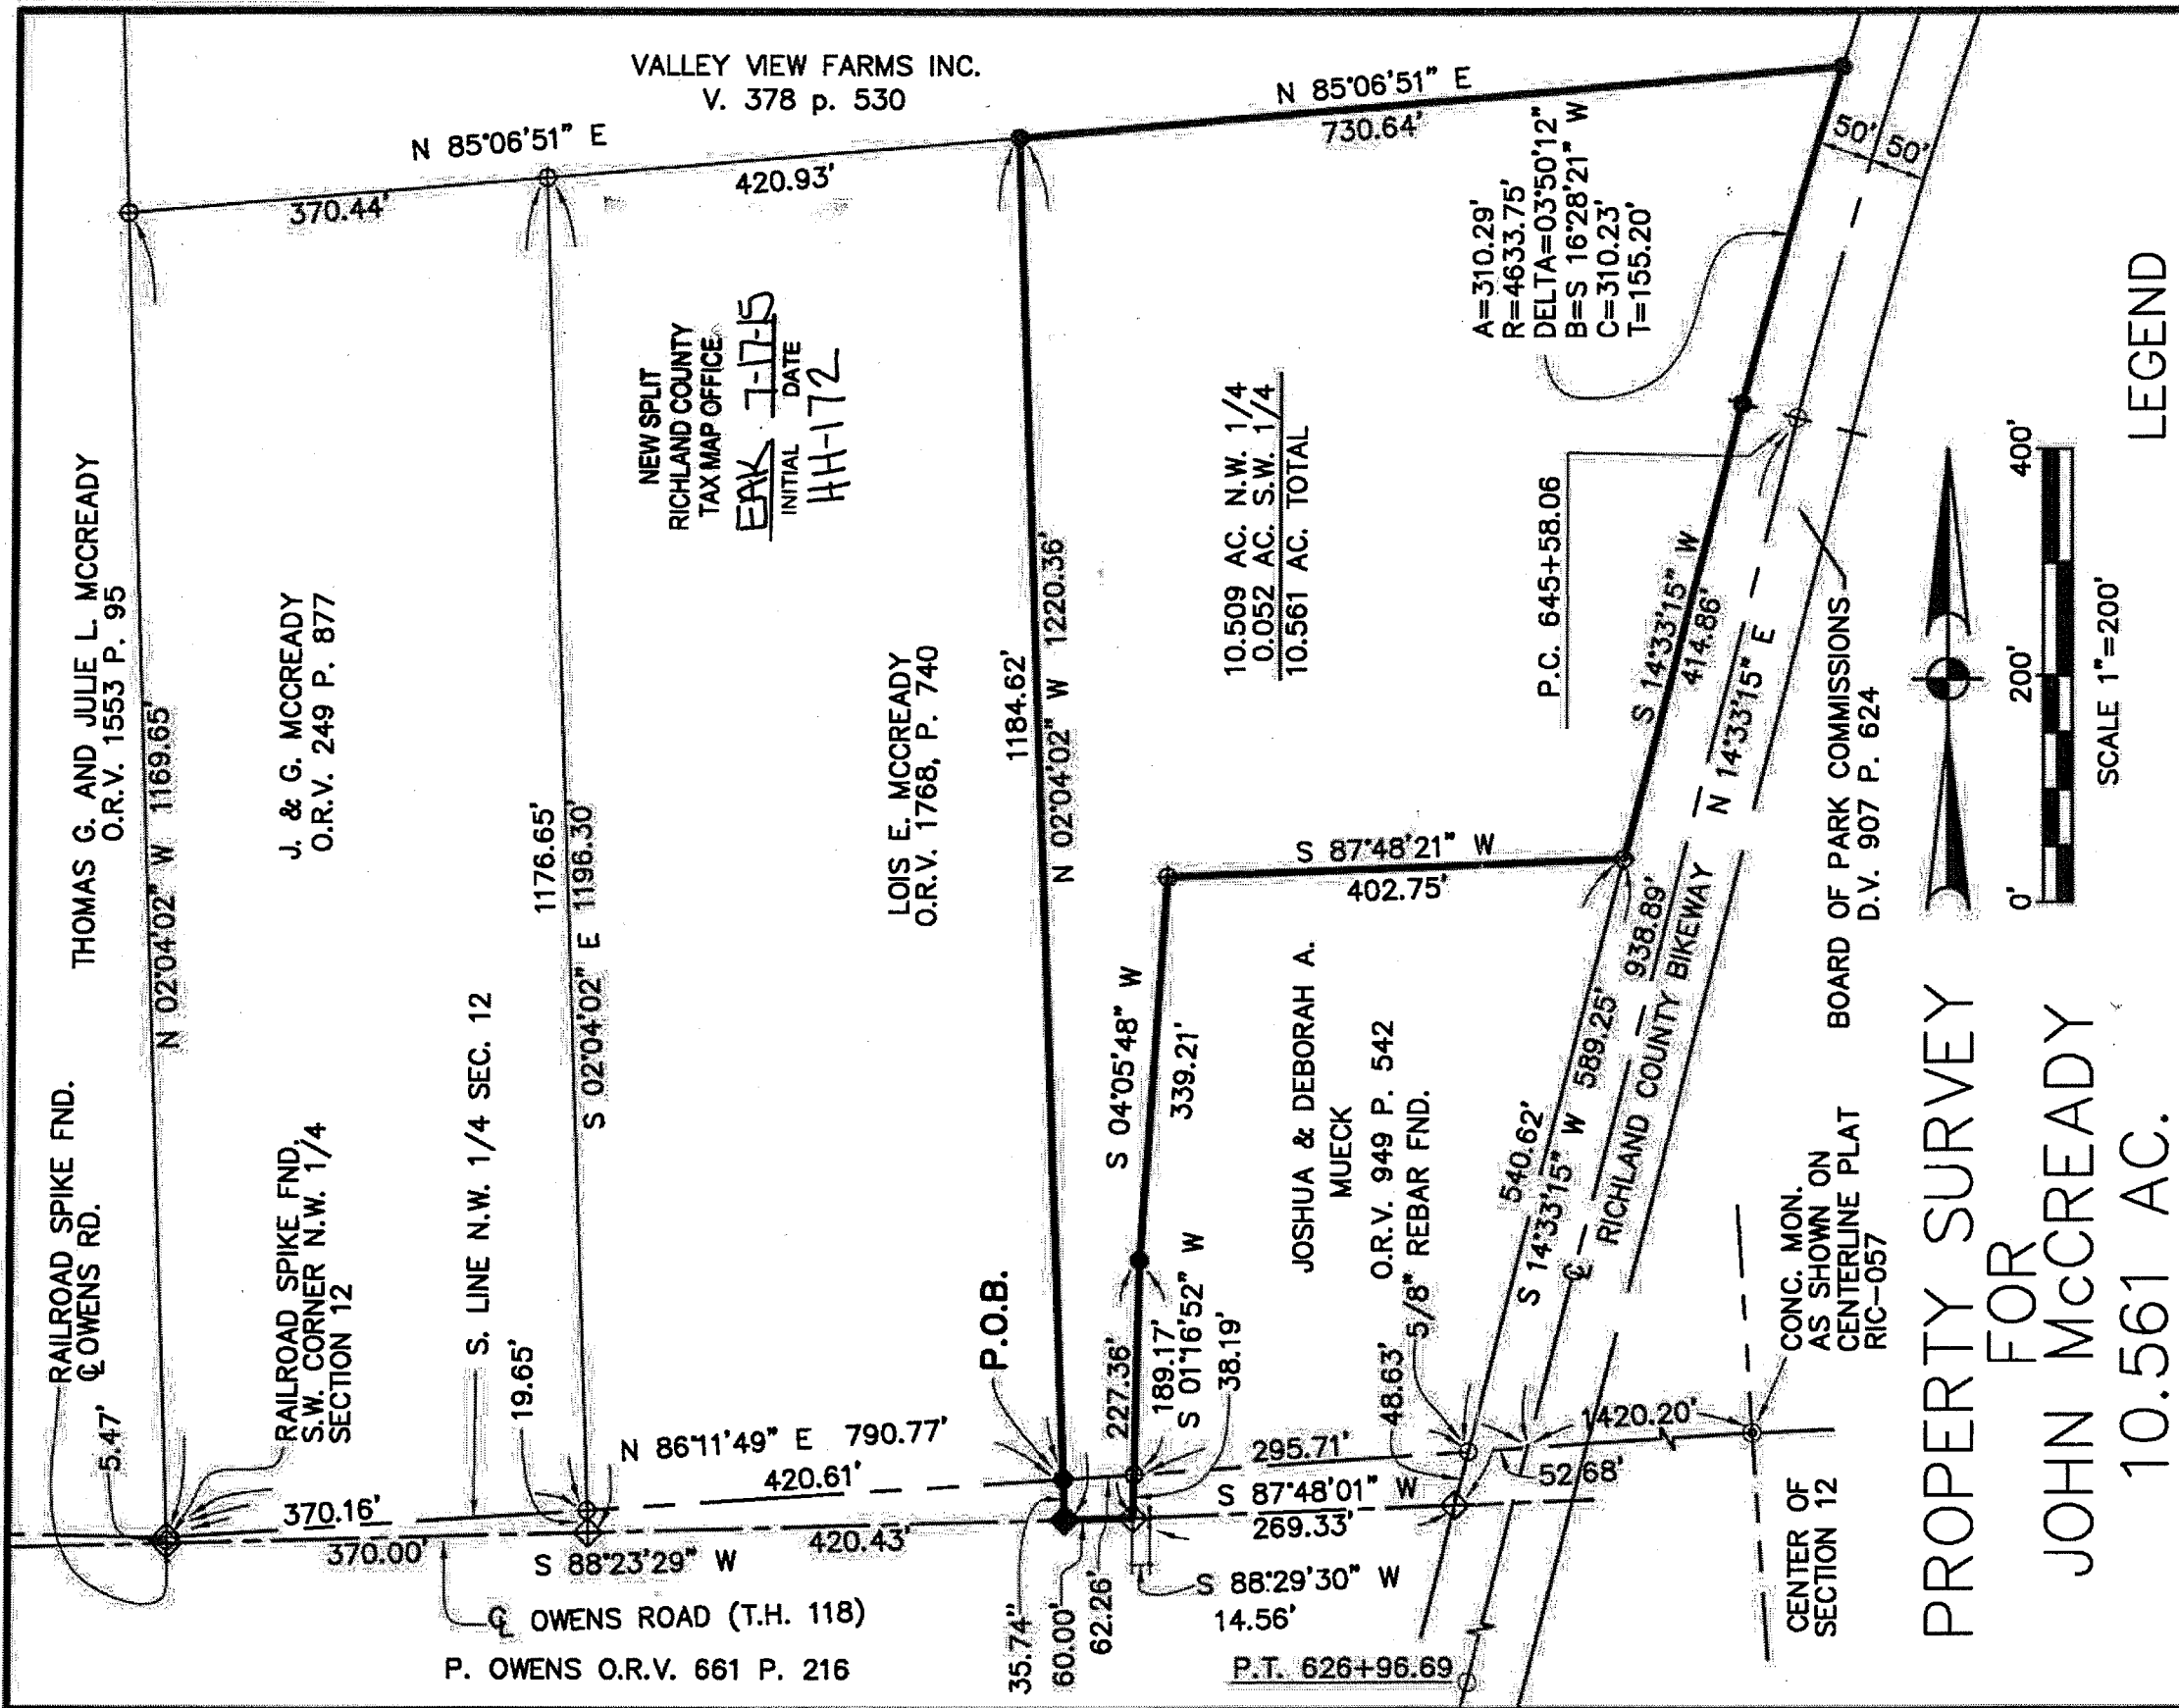 VALLEY VIEW FARMS INC.
V. 378 p. 530
N 85°06'51" E
370.44'
420.93'
N 85°06'51" E
730.64'
50'
50'
A=310.29'
R=4633.75'
DELTA=03°50'12"
B=S 16°28'21" W
C=310.23'
T=155.20'
THOMAS G. AND JULIE L. MCCREADY
O.R.V. 1553 P. 95
N 02°04'02" W 1169.65'
J. & G. MCCREADY
O.R.V. 249 P. 877
NEW SPLIT
RICHLAND COUNTY
TAX MAP OFFICE
EAK 7-17-15
INITIAL DATE
HH-172
1176.65'
S 02°04'02" E 1196.30'
LOIS E. MCCREADY
O.R.V. 1768, P. 740
1184.62'
N 02°04'02" W 1220.36'
10.509 AC. N.W. 1/4
0.052 AC. S.W. 1/4
10.561 AC. TOTAL
P.C. 645+58.06
S 14°33'15" W
414.86'
N 14°33'15" E
S 87°48'21" W
402.75'
S 04°05'48" W
339.21'
JOSHUA & DEBORAH A.
MUECK
O.R.V. 949 P. 542
5/8" REBAR FND.
540.62'
S 14°33'15" W 589.25'
938.89'
℄ RICHLAND COUNTY BIKEWAY
BOARD OF PARK COMMISSIONS
D.V. 907 P. 624
RAILROAD SPIKE FND.
℄ OWENS RD.
5.47'
RAILROAD SPIKE FND.
S.W. CORNER N.W. 1/4
SECTION 12
S. LINE N.W. 1/4 SEC. 12
19.65'
P.O.B.
227.36'
189.17'
S 01°16'52" W
38.19'
48.63'
N 86°11'49" E 790.77'
370.16'
420.61'
295.71'
52.68'
1420.20'
370.00'
S 88°23'29" W
420.43'
S 87°48'01" W
269.33'
℄ OWENS ROAD (T.H. 118)
P. OWENS O.R.V. 661 P. 216
35.74"
60.00'
62.26'
S 88°29'30" W
14.56'
P.T. 626+96.69
CONC. MON.
AS SHOWN ON
CENTERLINE PLAT
RIC-057
CENTER OF
SECTION 12
0' 200' 400'
SCALE 1"=200'
LEGEND
PROPERTY SURVEY
FOR
JOHN McCREADY
10.561 AC.